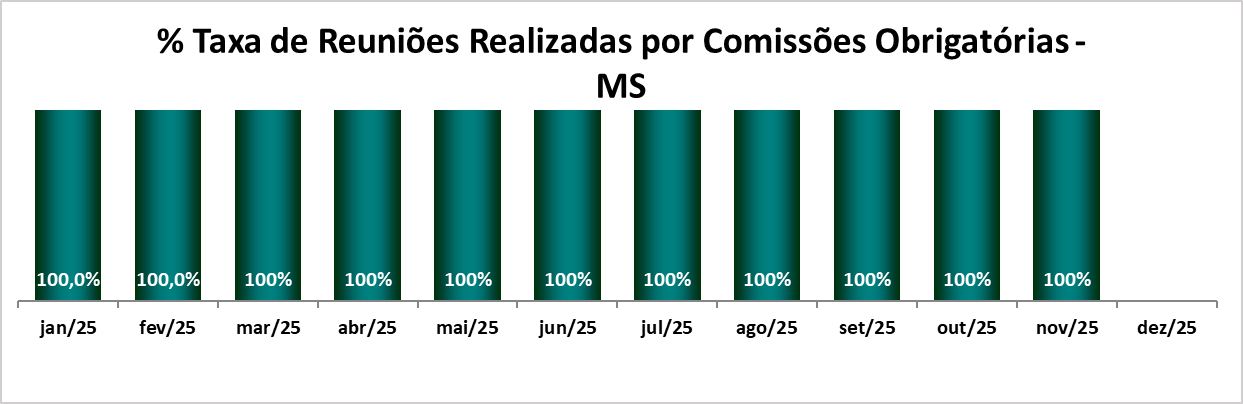 % Taxa de Reuniões Realizadas por Comissões Obrigatórias -
MS
100,0% 100,0% 100% 100% 100% 100% 100% 100% 100% 100% 100%
jan/25 fev/25 mar/25 abr/25 mai/25 jun/25 jul/25 ago/25 set/25 out/25 nov/25 dez/25